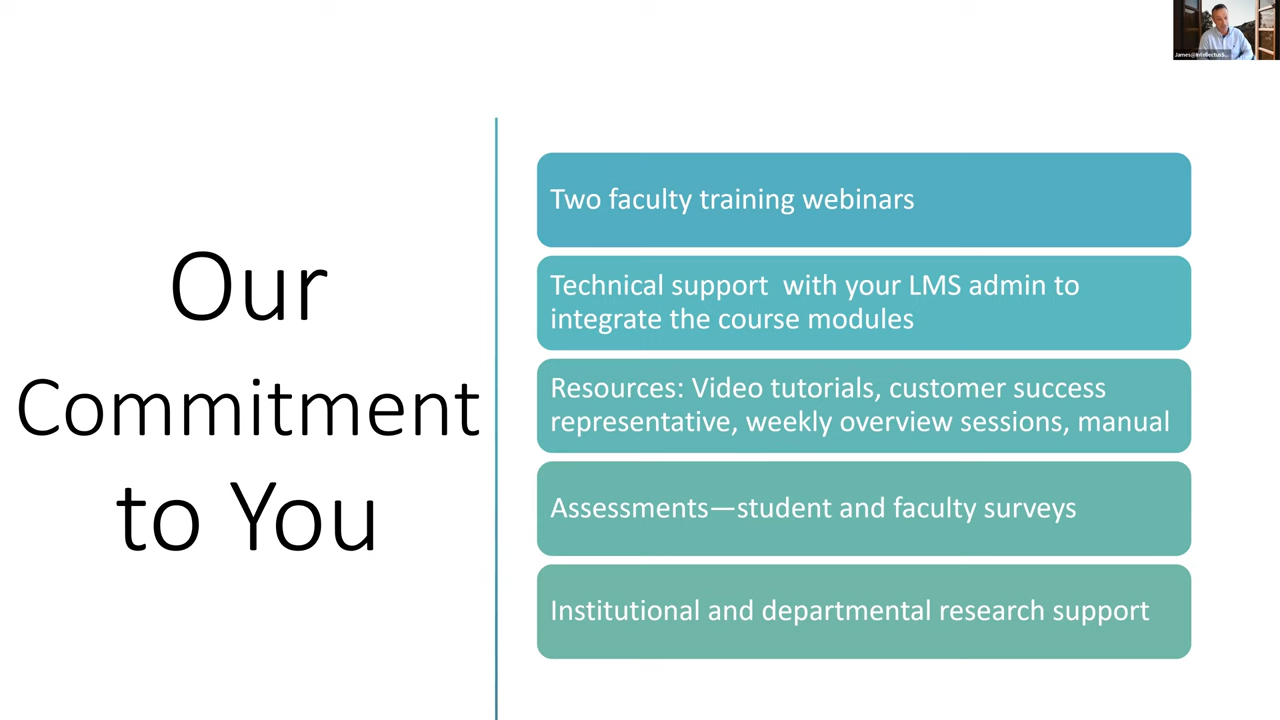 James@IntellectusS...
Our
Commitment
to You
Two faculty training webinars
Technical support  with your LMS admin to
integrate the course modules
Resources: Video tutorials, customer success
representative, weekly overview sessions, manual
Assessments—student and faculty surveys
Institutional and departmental research support